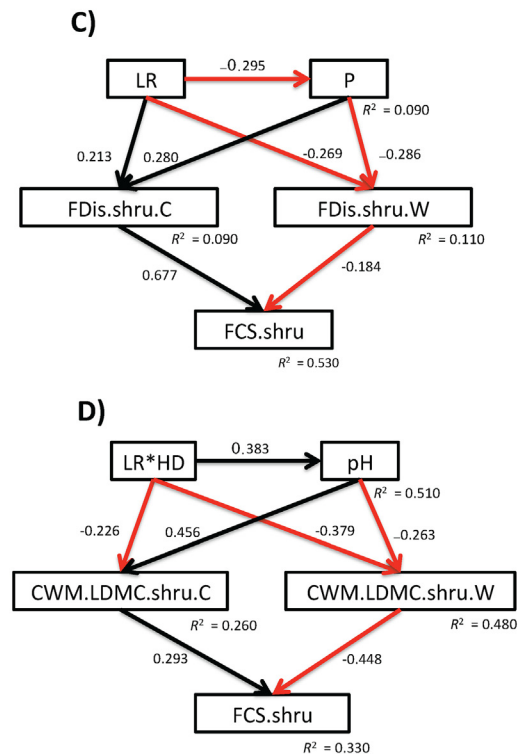 C)
–0.295
LR
P
R² = 0.090
0.213
0.280
-0.269
–0.286
FDis.shru.C
FDis.shru.W
R² = 0.090
R² = 0.110
0.677
-0.184
FCS.shru
R² = 0.530
D)
0.383
LR*HD
pH
R² = 0.510
-0.226
0.456
-0.379
–0.263
CWM.LDMC.shru.C
CWM.LDMC.shru.W
R² = 0.260
R² = 0.480
0.293
-0.448
FCS.shru
R² = 0.330